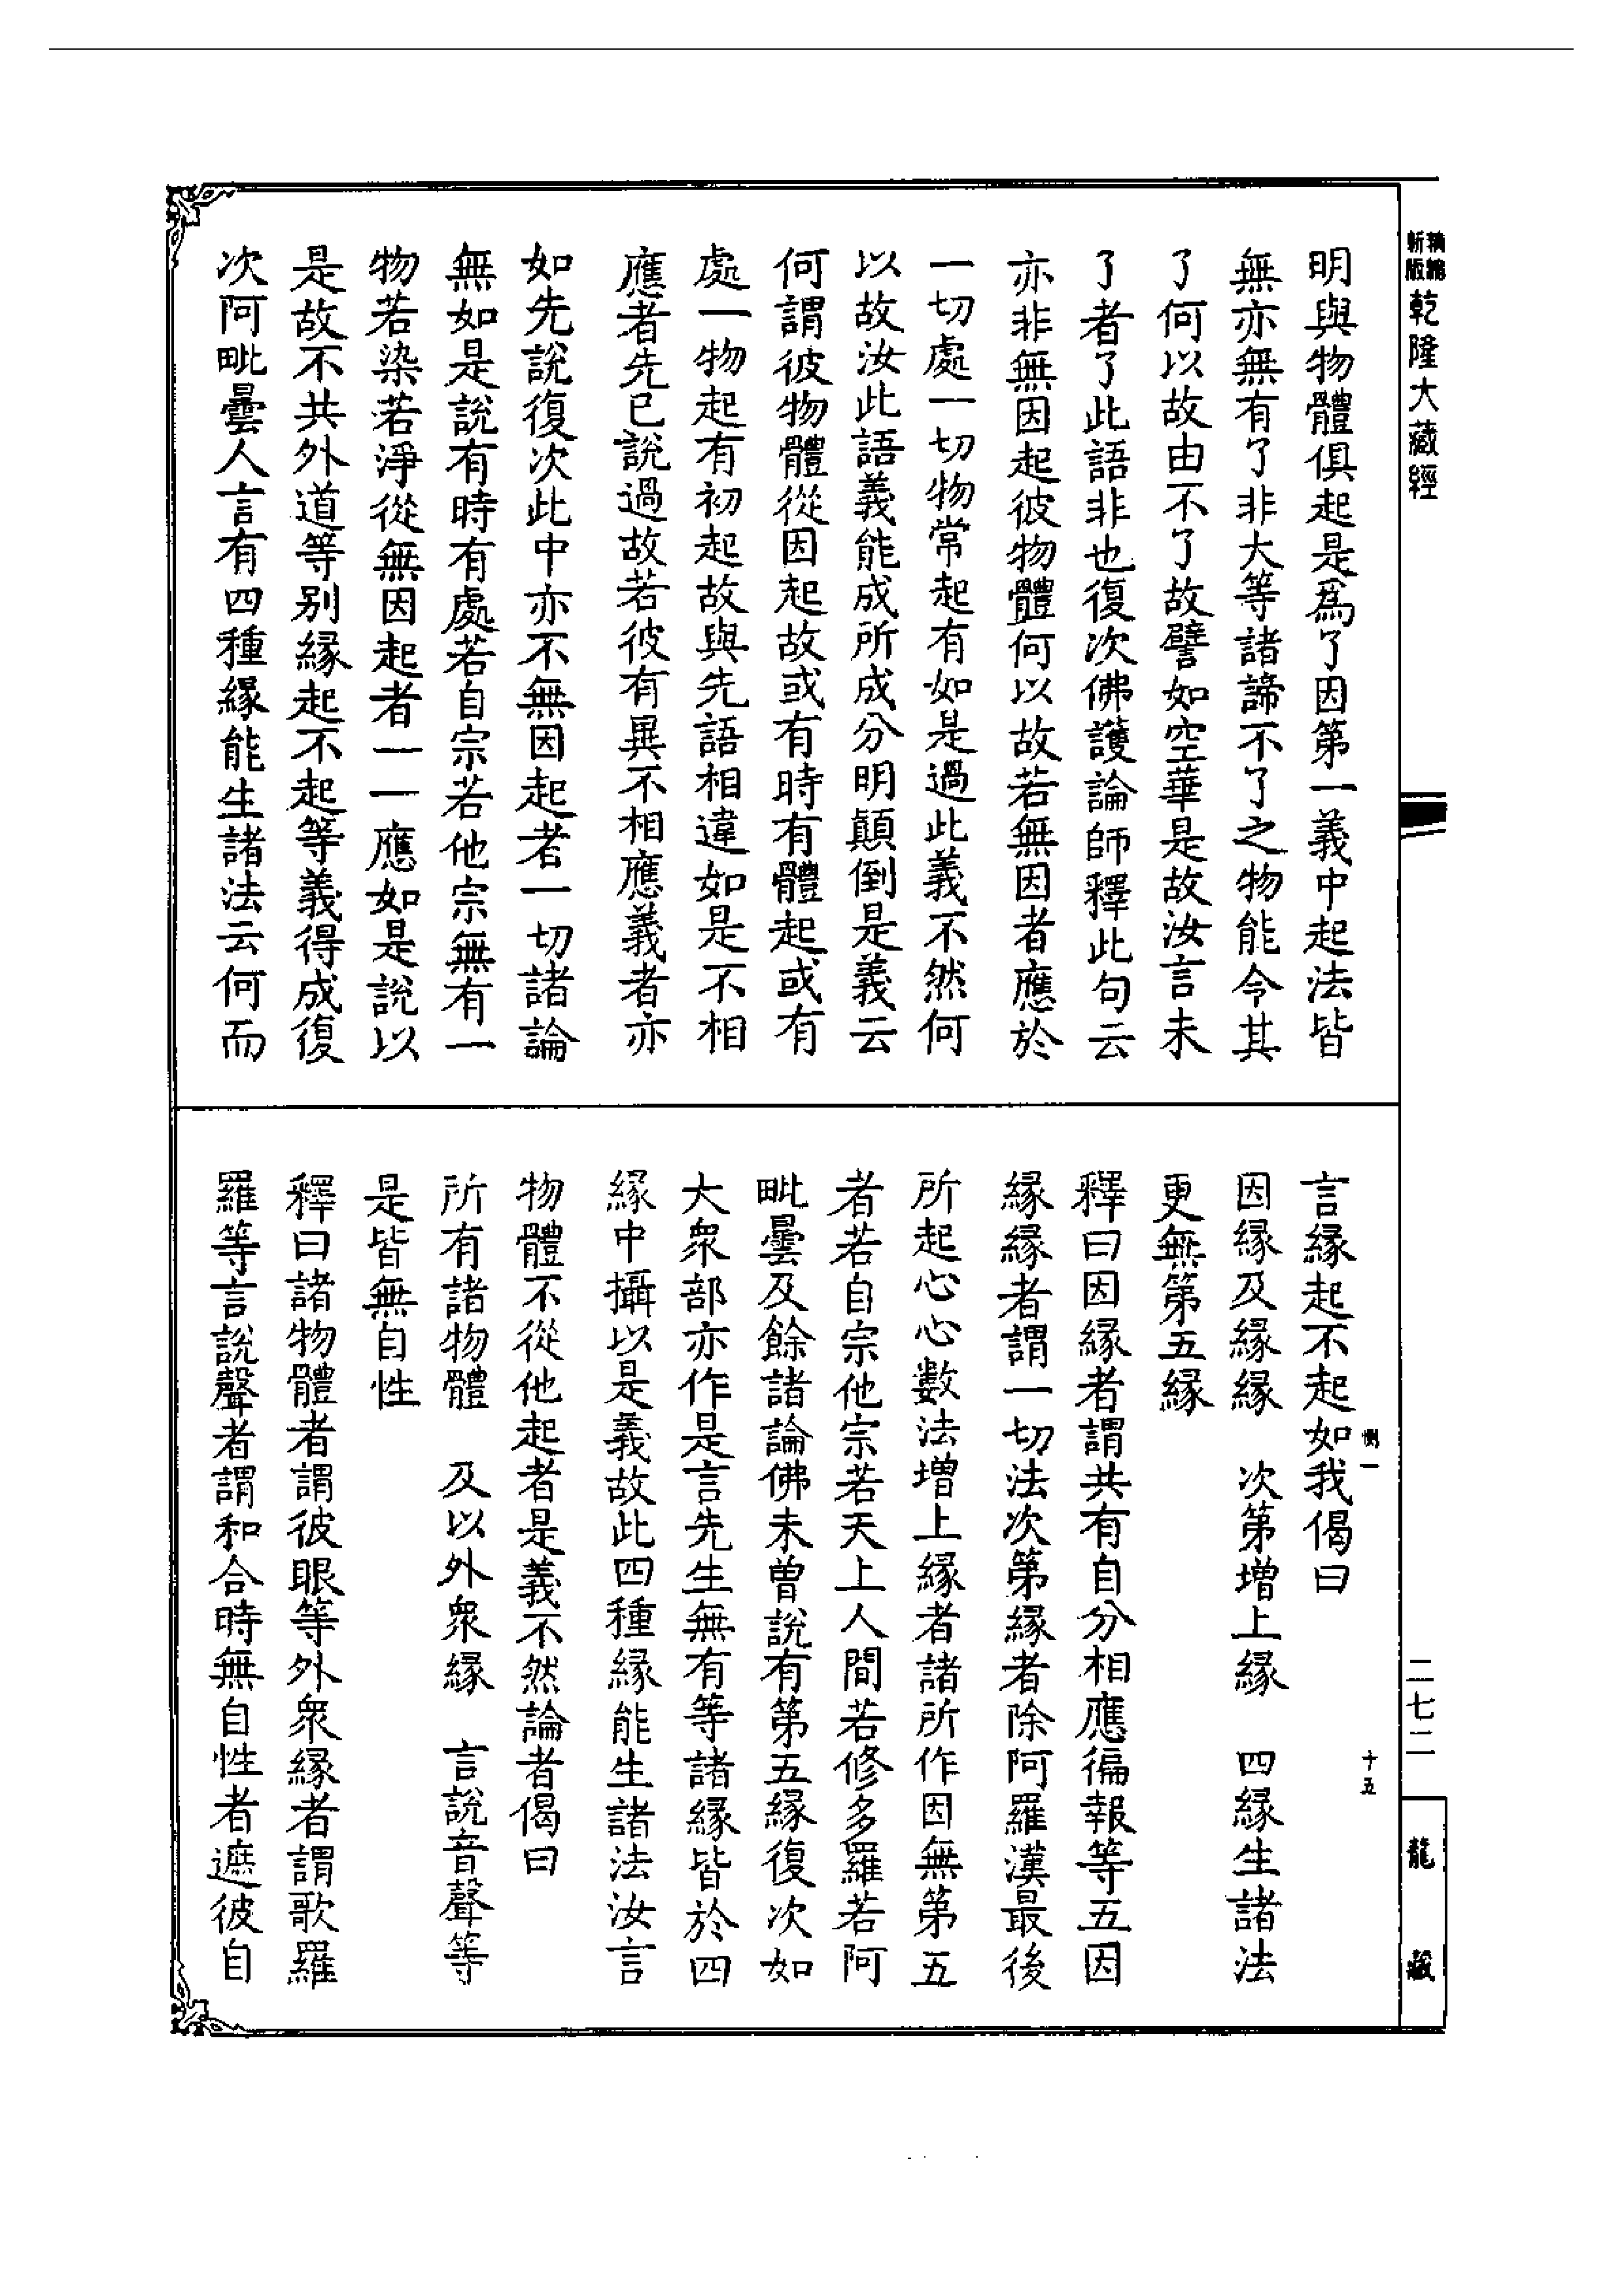 新版
精縮
乾隆大藏經
明與物體俱起是爲了因第一義中起法皆
無亦無有了非大等諸諦不了之物能令其
了何以故由不了故譬如空華是故汝言未
了者了此語非也復次佛護論師釋此句云
亦非無因起彼物體何以故若無因者應於
一切處一切物常起有如是過此義不然何
以故汝此語義能成所成分明顛倒是義云
何謂彼物體從因起故或有時有體起或有
處一物起有初起故與先語相違如是不相
應者先已說過故若彼有異不相應義者亦
如先說復次此中亦不無因起者一切諸論
無如是說有時有處若自宗若他宗無有一
物若染若淨從無因起者一一應如是說以
是故不共外道等別緣起不起等義得成復
次阿毗曇人言有四種緣能生諸法云何而
言緣起不起如我偈曰
因緣及緣緣 次第增上緣 四緣生諸法
更無第五緣
釋曰因緣者謂共有自分相應徧報等五因
緣緣者謂一切法次第緣者除阿羅漢最後
所起心心數法增上緣者諸所作因無第五
者若自宗他宗若天上人間若修多羅若阿
毗曇及餘諸論佛未曾說有第五緣復次如
大衆部亦作是言先生無有等諸緣皆於四
緣中攝以是義故此四種緣能生諸法汝言
物體不從他起者是義不然論者偈曰
所有諸物體 及以外衆緣 言說音聲等
是皆無自性
釋曰諸物體者謂彼眼等外衆緣者謂歌羅
羅等言說聲者謂和合時無自性者遮彼自
惻一
十五
二七二
龍藏